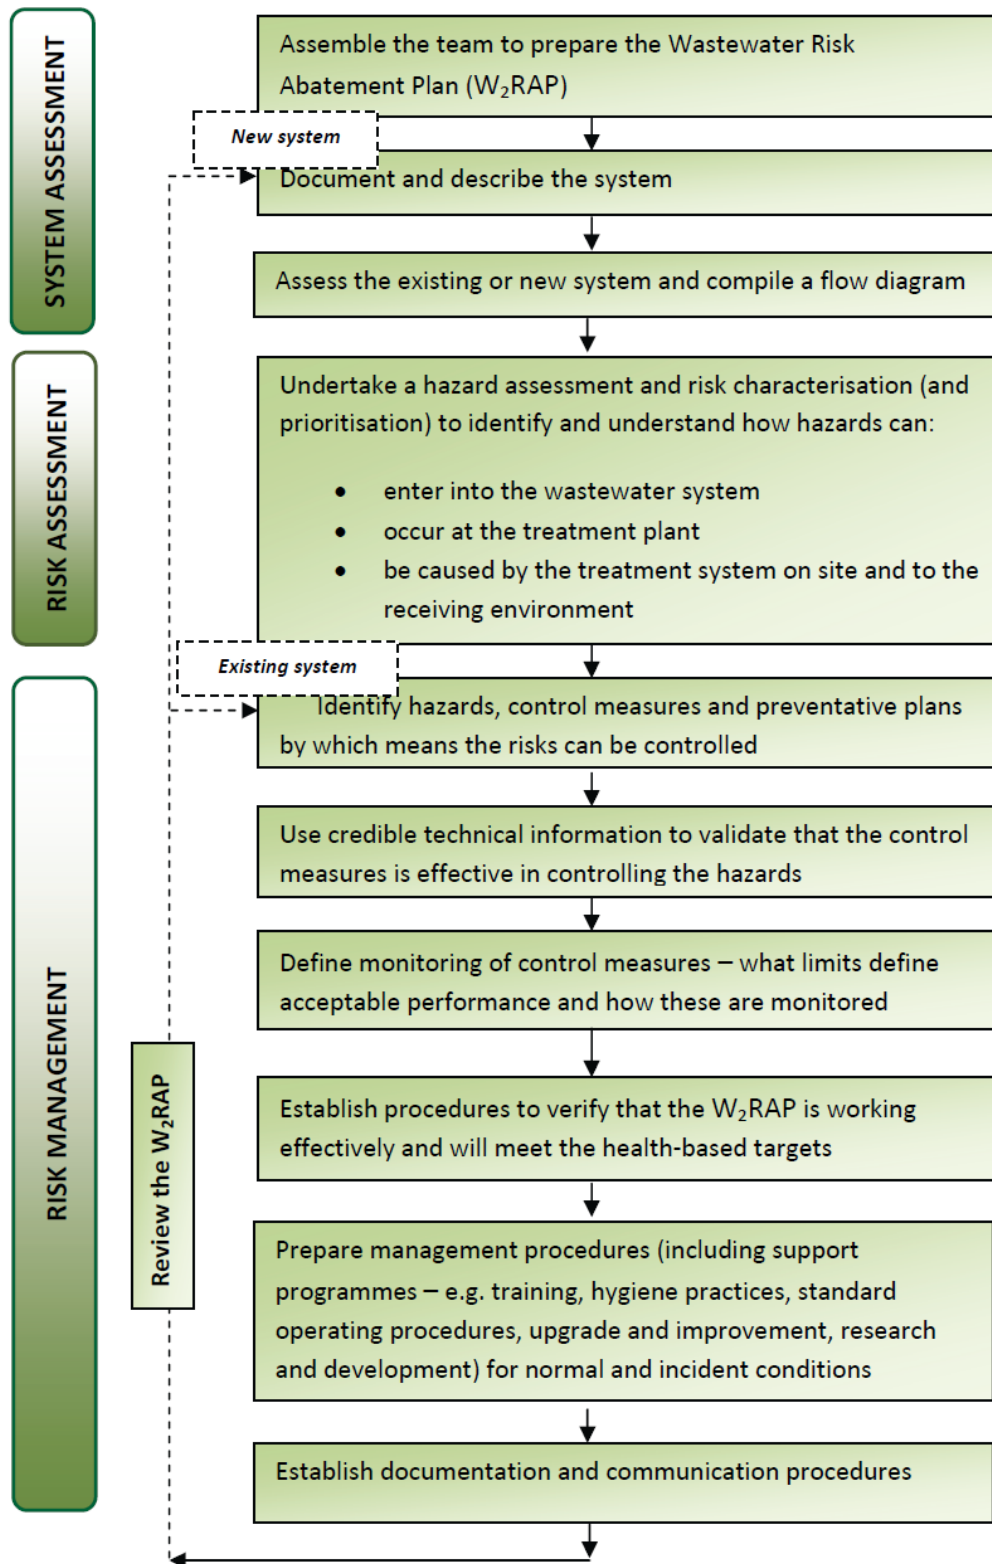 SYSTEM ASSESSMENT
Assemble the team to prepare the Wastewater Risk
Abatement Plan (W₂RAP)
New system
Document and describe the system
Assess the existing or new system and compile a flow diagram
RISK ASSESSMENT
Undertake a hazard assessment and risk characterisation (and
prioritisation) to identify and understand how hazards can:
• enter into the wastewater system
• occur at the treatment plant
• be caused by the treatment system on site and to the
receiving environment
Existing system
RISK MANAGEMENT
Identify hazards, control measures and preventative plans
by which means the risks can be controlled
Use credible technical information to validate that the control
measures is effective in controlling the hazards
Define monitoring of control measures – what limits define
acceptable performance and how these are monitored
Review the W₂RAP
Establish procedures to verify that the W₂RAP is working
effectively and will meet the health-based targets
Prepare management procedures (including support
programmes – e.g. training, hygiene practices, standard
operating procedures, upgrade and improvement, research
and development) for normal and incident conditions
Establish documentation and communication procedures